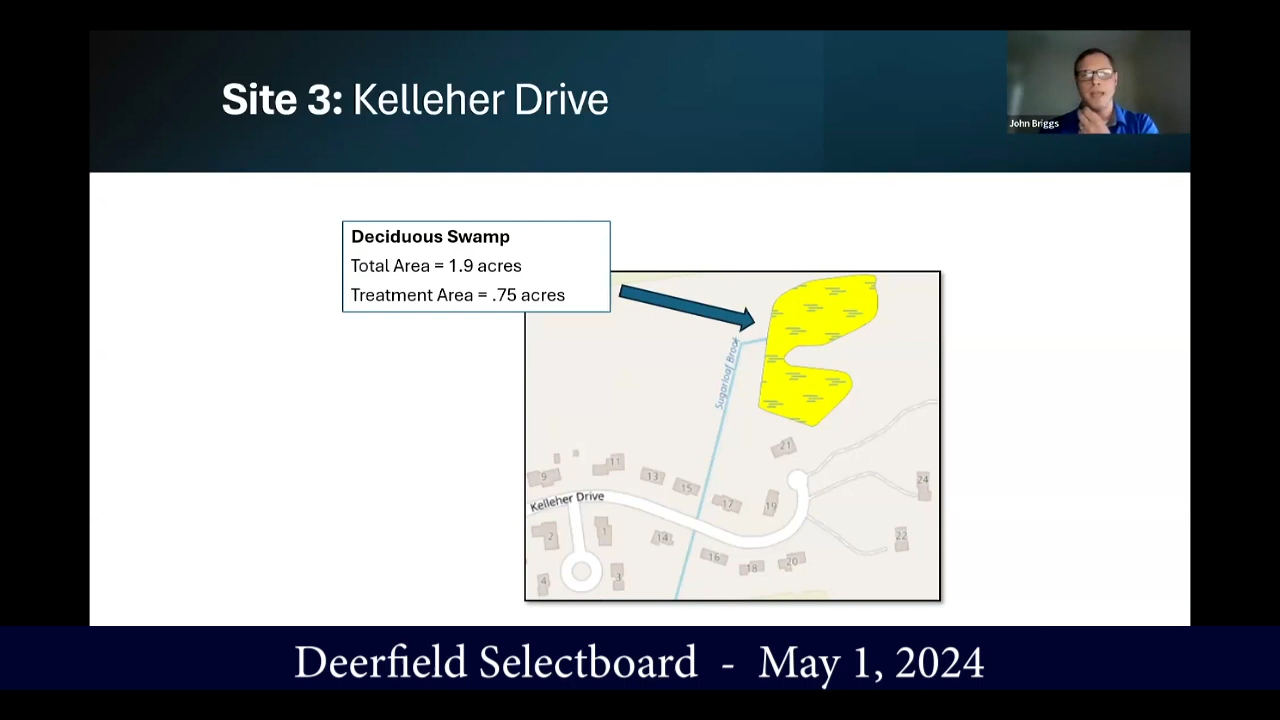 Site 3: Kelleher Drive
John Briggs
Deciduous Swamp
Total Area = 1.9 acres
Treatment Area = .75 acres
Sugarloaf Brook
21
11
9
13
15
17
19
24
Kelleher Drive
2
1
14
16
18
20
22
4
3
Deerfield Selectboard - May 1, 2024